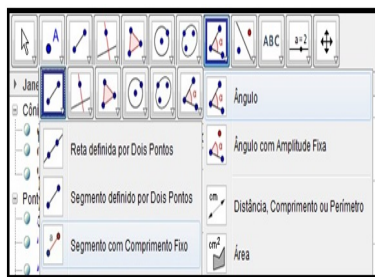 ABC
a=2
Jane
Côni
Pont
Ângulo
Reta definida por Dois Pontos
Ângulo com Amplitude Fixa
Segmento definido por Dois Pontos
cm
Distância, Comprimento ou Perímetro
Segmento com Comprimento Fixo
cm²
Área